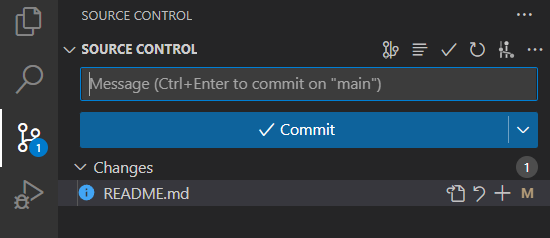 SOURCE CONTROL
SOURCE CONTROL
Message (Ctrl+Enter to commit on "main")
Commit
1
Changes 1
README.md M